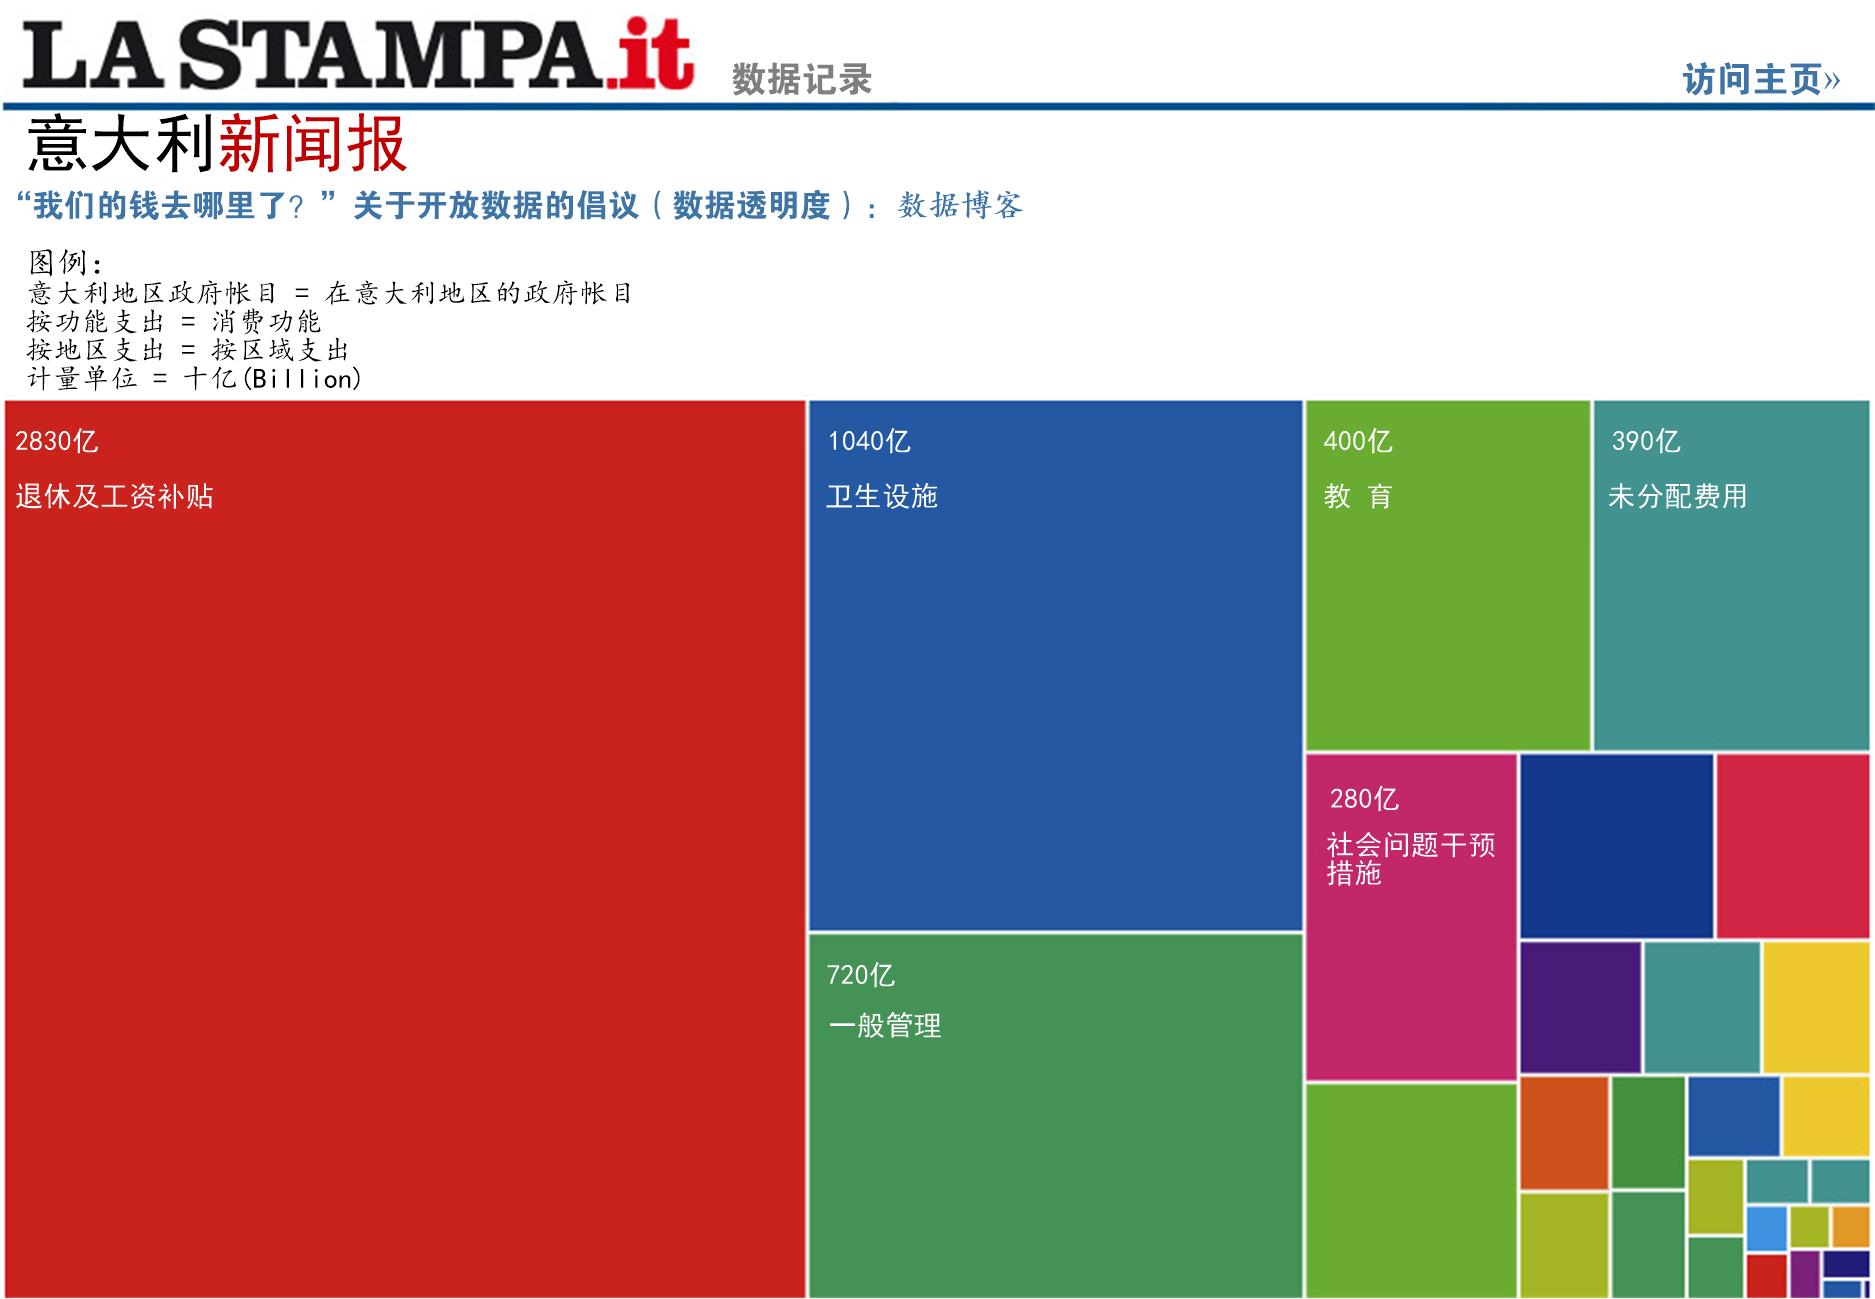 LA STAMPA.it 数据记录 访问主页»
意大利新闻报
“我们的钱去哪里了？”关于开放数据的倡议（数据透明度）：数据博客
图例：
意大利地区政府帐目 = 在意大利地区的政府帐目
按功能支出 = 消费功能
按地区支出 = 按区域支出
计量单位 = 十亿(Billion)
2830亿
退休及工资补贴
1040亿
卫生设施
400亿
教 育
390亿
未分配费用
280亿
社会问题干预
措施
720亿
一般管理